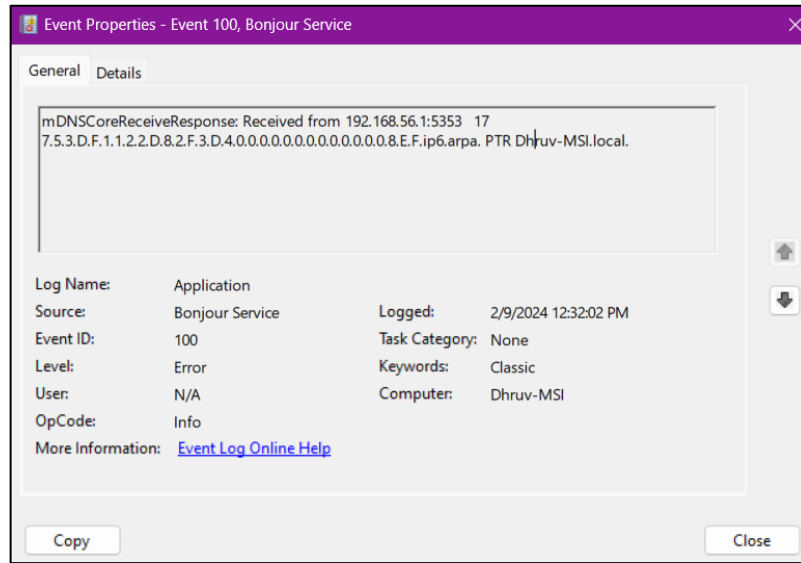 Event Properties - Event 100, Bonjour Service
General Details
mDNSCoreReceiveResponse: Received from 192.168.56.1:5353 17
7.5.3.D.F.1.1.2.2.D.8.2.F.3.D.4.0.0.0.0.0.0.0.0.0.0.0.0.0.8.E.F.ip6.arpa. PTR Dhruv-MSI.local.
Log Name: Application
Source: Bonjour Service Logged: 2/9/2024 12:32:02 PM
Event ID: 100 Task Category: None
Level: Error Keywords: Classic
User: N/A Computer: Dhruv-MSI
OpCode: Info
More Information: Event Log Online Help
Copy Close